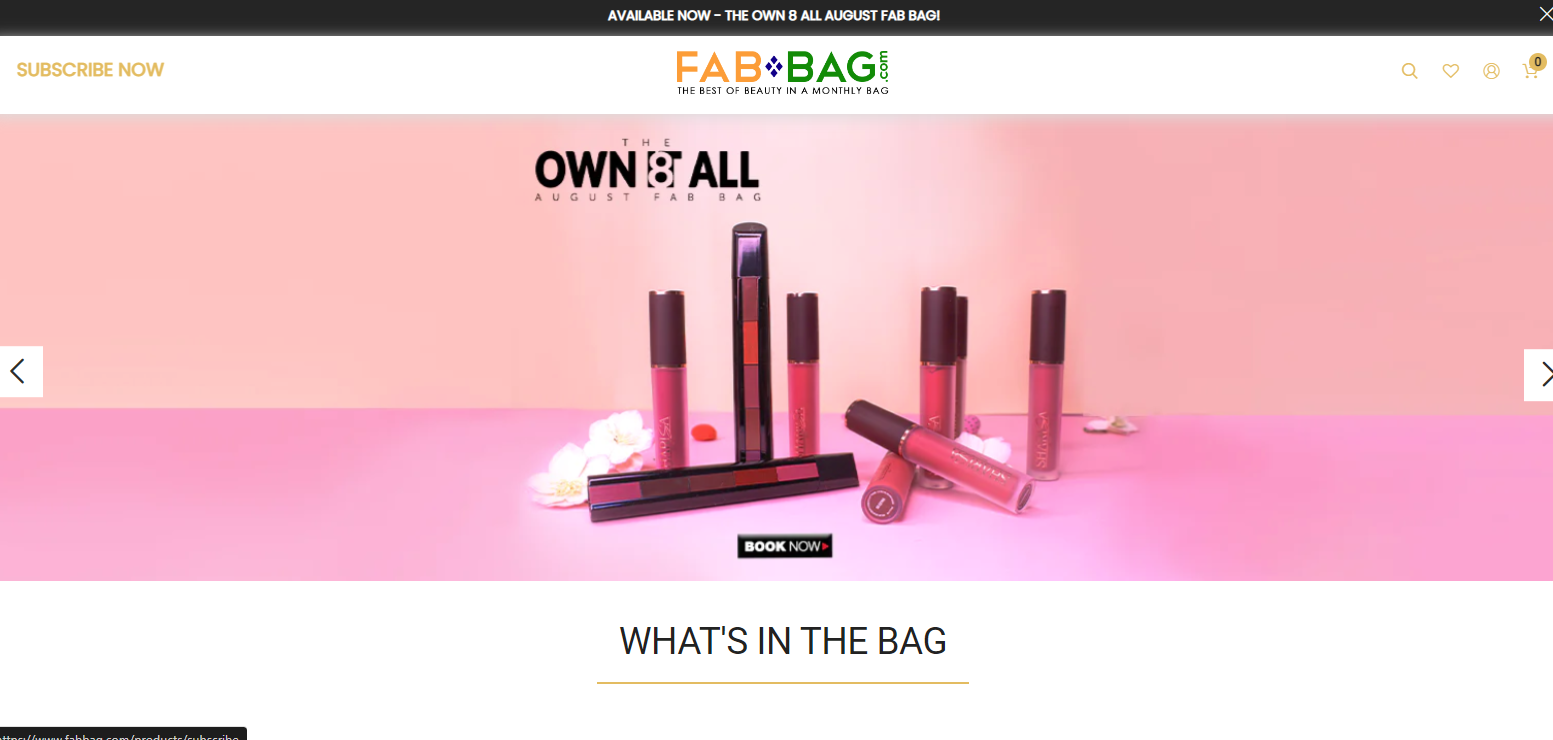 AVAILABLE NOW - THE OWN 8 ALL AUGUST FAB BAG!
SUBSCRIBE NOW
FAB BAG.com
THE BEST OF BEAUTY IN A MONTHLY BAG
0
THE
OWN 8 ALL
AUGUST FAB BAG
BOOK NOW
WHAT'S IN THE BAG
ttps://www.fabbag.com/products/subscribe